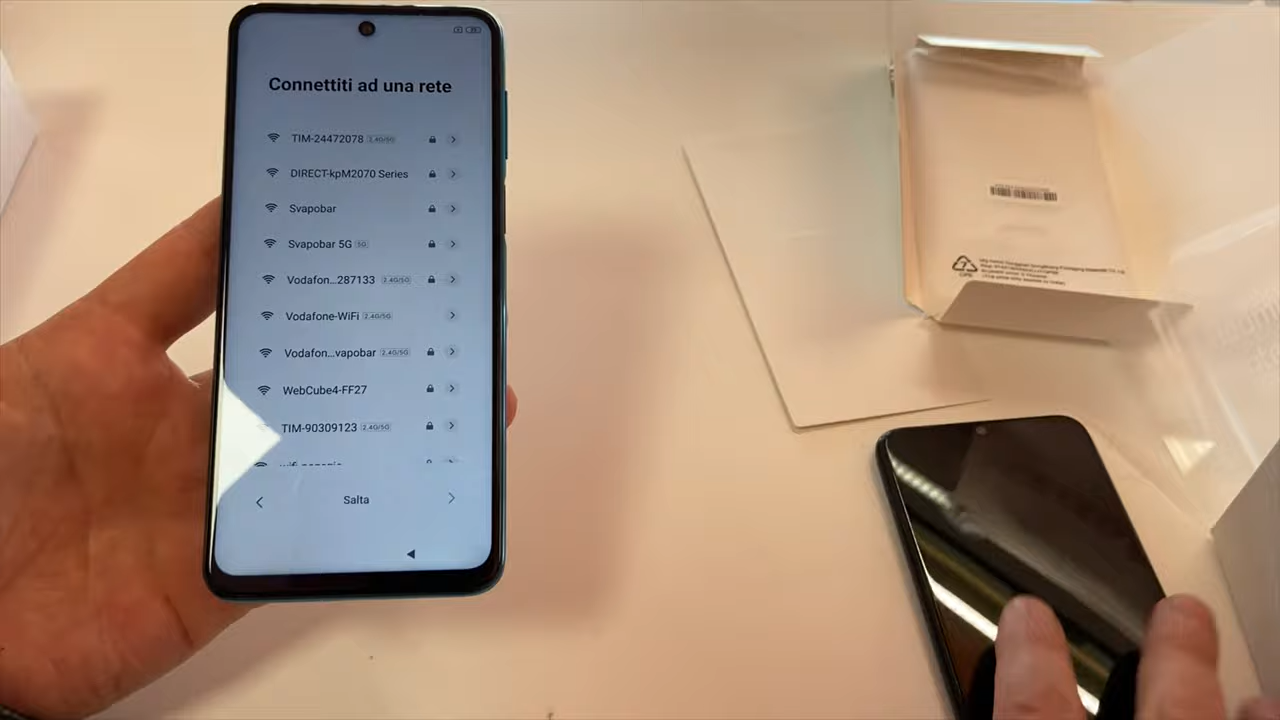 Connettiti ad una rete
TIM-24472078 2.4G/5G
DIRECT-kpM2070 Series
Svapobar
Svapobar 5G 5G
Vodafon...287133 2.4G/5G
Vodafone-WiFi 2.4G/5G
Vodafon...vapobar 2.4G/5G
WebCube4-FF27
TIM-90309123 2.4G/5G
Salta